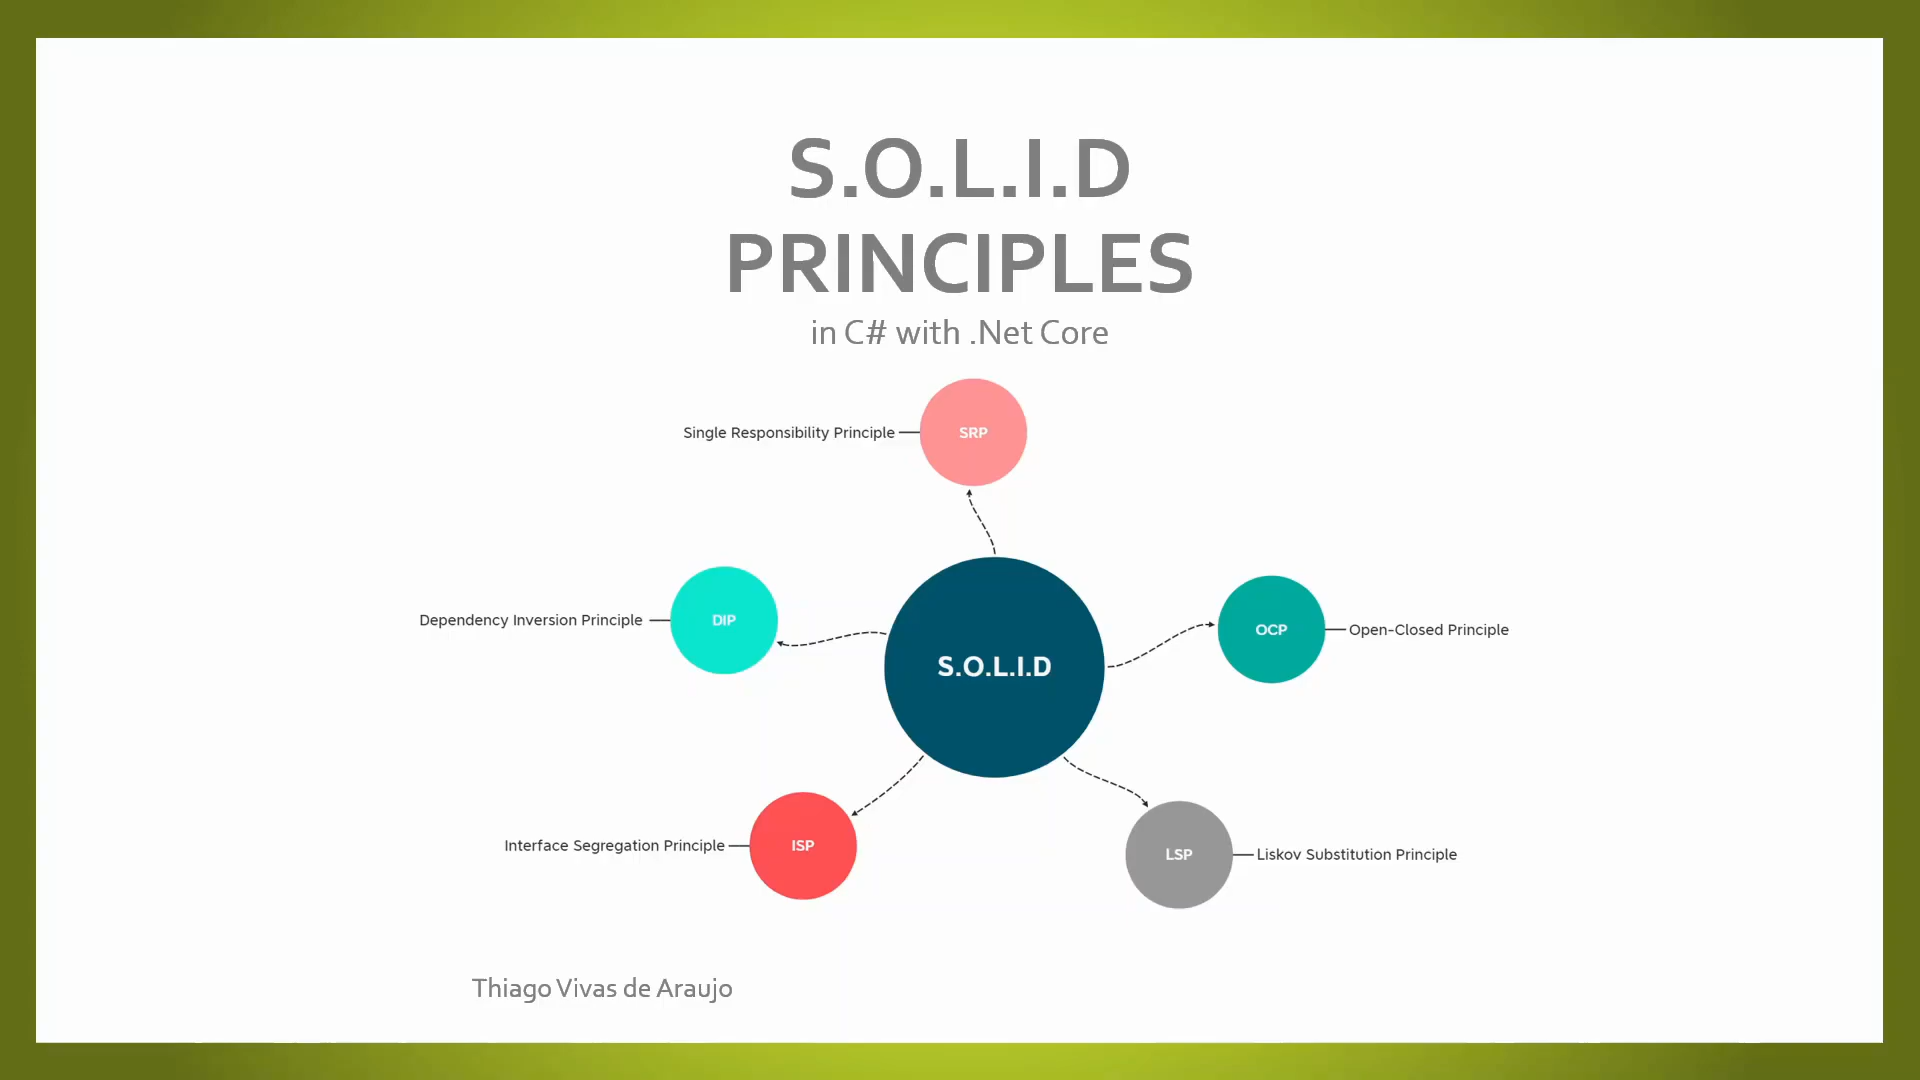 S.O.L.I.D
PRINCIPLES
in C# with .Net Core
Single Responsibility Principle
SRP
Dependency Inversion Principle
DIP
OCP
Open-Closed Principle
S.O.L.I.D
Interface Segregation Principle
ISP
LSP
Liskov Substitution Principle
Thiago Vivas de Araujo